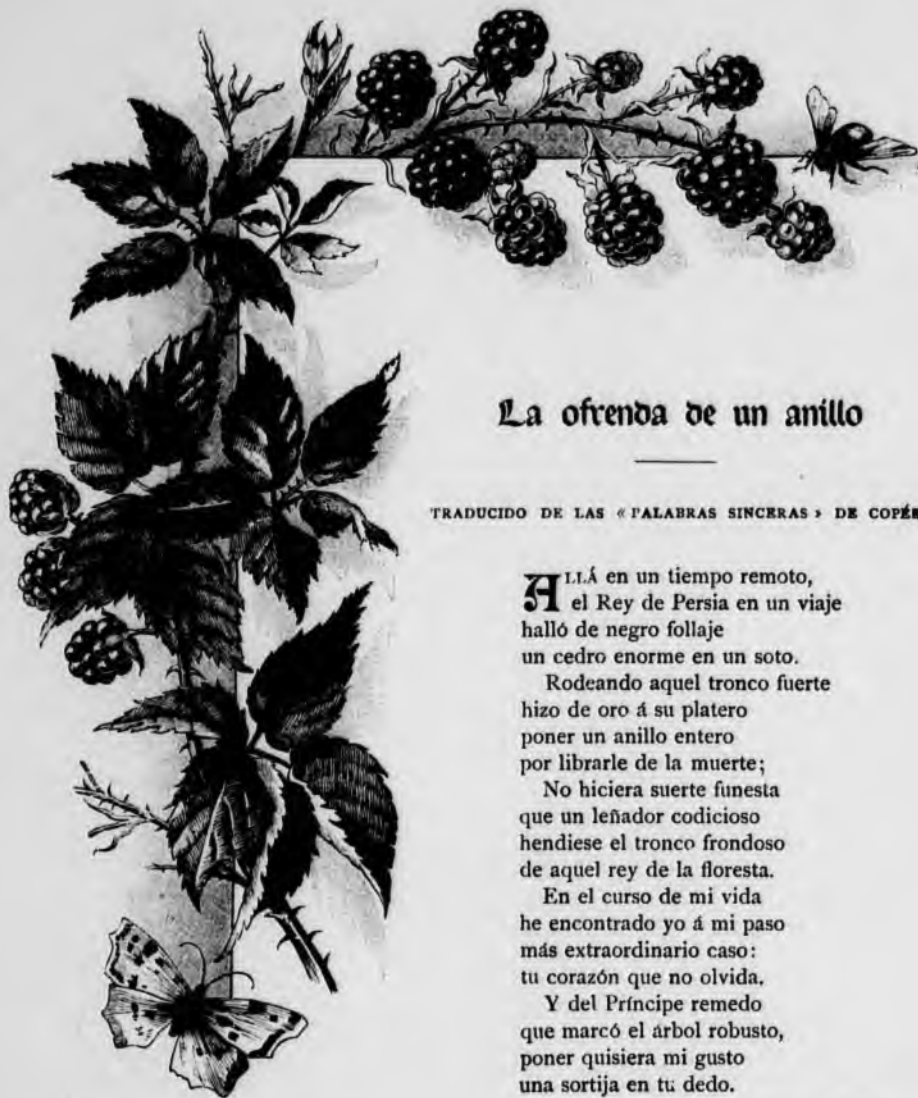 La ofrenda de un anillo
TRADUCIDO DE LAS «PALABRAS SINCERAS» DE
ALLÁ en un tiempo remoto,
el Rey de Persia en un viaje
halló de negro follaje
un cedro enorme en un soto.
Rodeando aquel tronco fuerte
hizo de oro á su platero
poner un anillo entero
por librarle de la muerte;
No hiciera suerte funesta
que un leñador codicioso
hendiese el tronco frondoso
de aquel rey de la floresta.
En el curso de mi vida
he encontrado yo á mi paso
más extraordinario caso:
tu corazón que no olvida.
Y del Príncipe remedo
que marcó el árbol robusto,
poner quisiera mi gusto
una sortija en tu dedo.